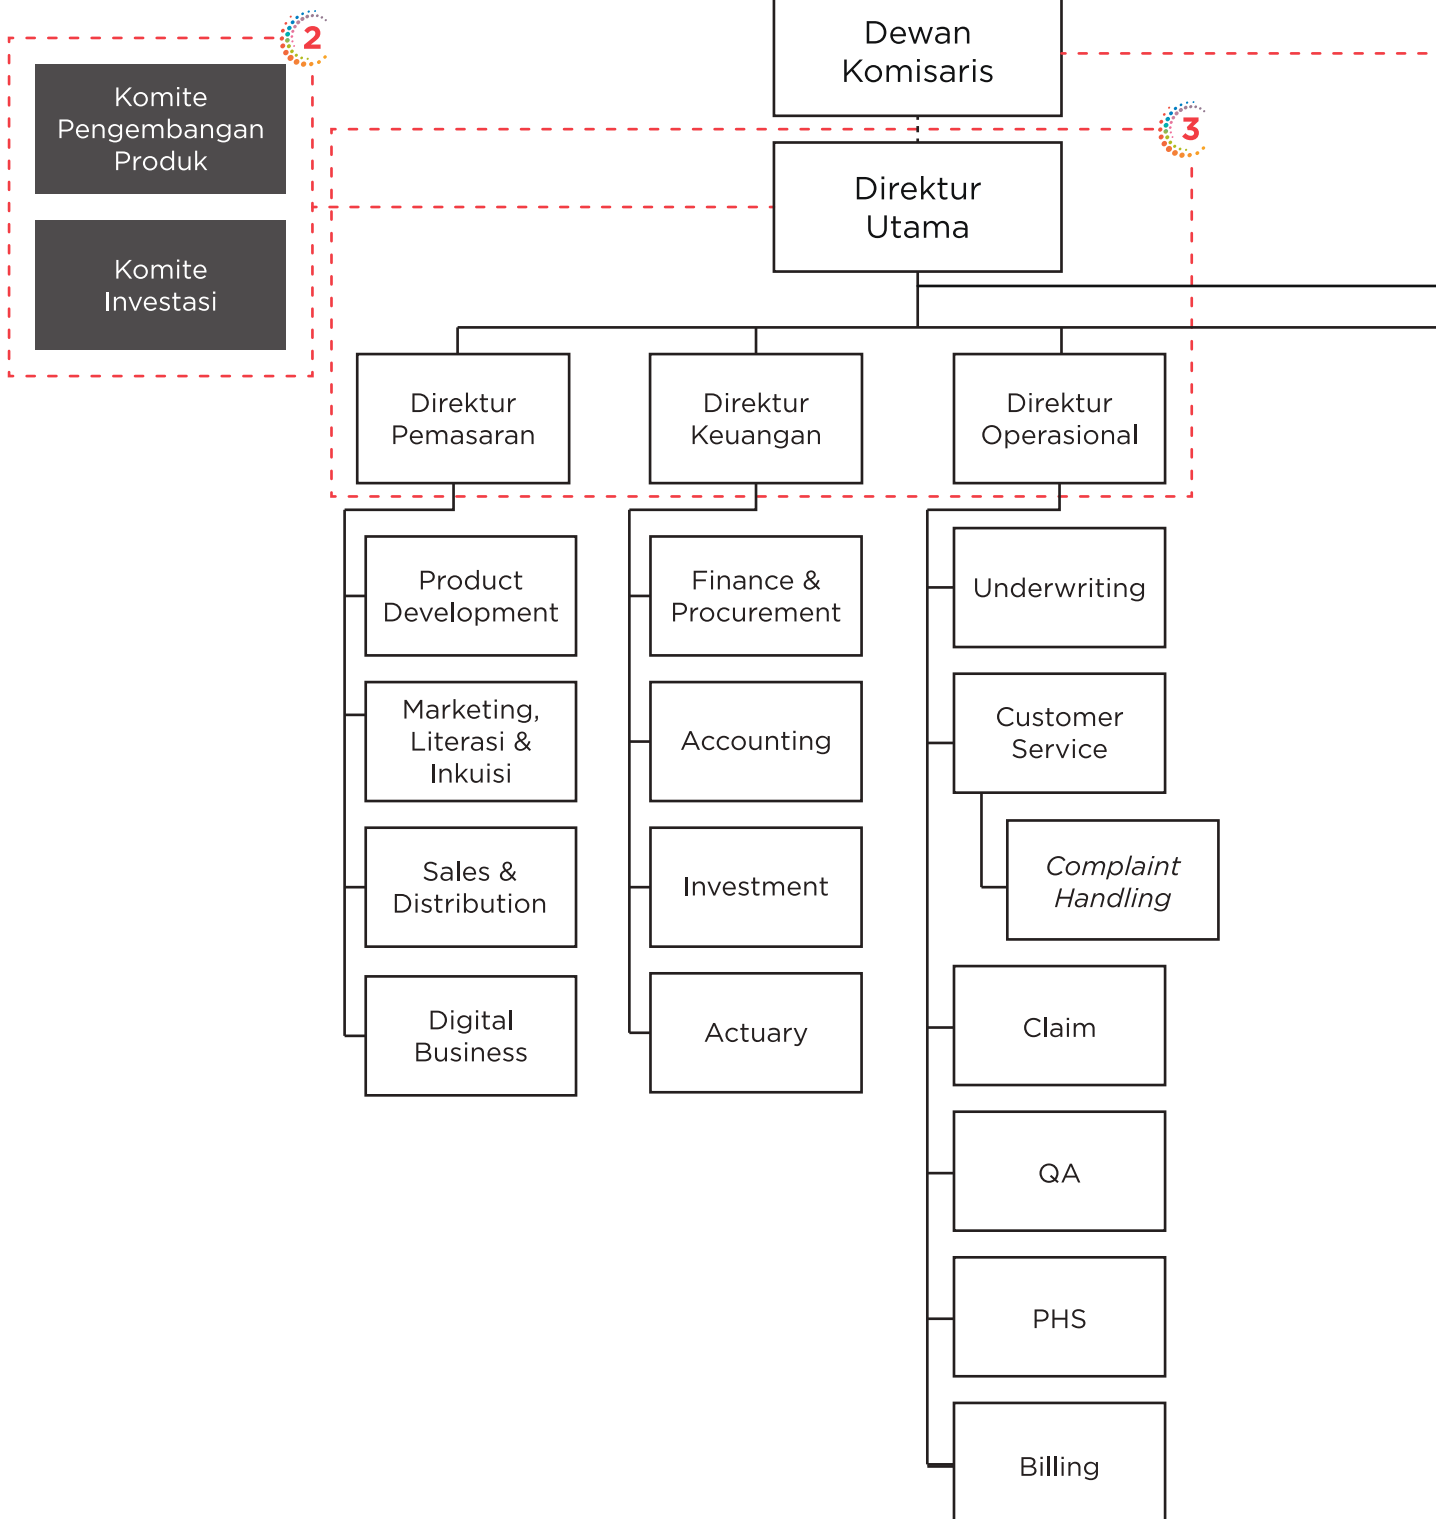 2
Komite
Pengembangan
Produk
Komite
Investasi
Dewan
Komisaris
3
Direktur
Utama
Direktur
Pemasaran
Direktur
Keuangan
Direktur
Operasional
Product
Development
Marketing,
Literasi &
Inkuisi
Sales &
Distribution
Digital
Business
Finance &
Procurement
Accounting
Investment
Actuary
Underwriting
Customer
Service
Complaint
Handling
Claim
QA
PHS
Billing